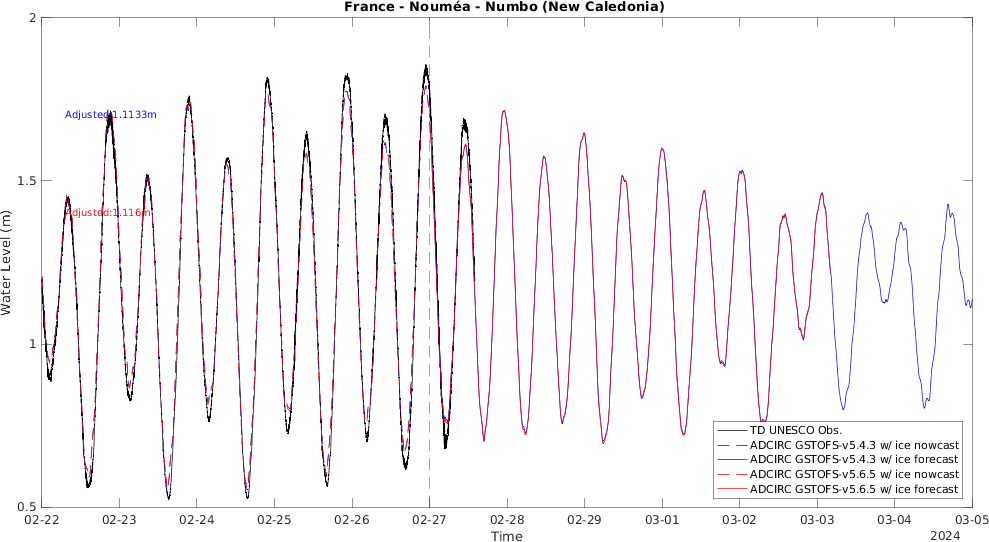 France - Nouméa - Numbo (New Caledonia)
Water Level (m)
2
1.5
1
0.5
Adjusted:1.1133m
Adjusted:1.116m
TD UNESCO Obs.
ADCIRC GSTOFS-v5.4.3 w/ ice nowcast
ADCIRC GSTOFS-v5.4.3 w/ ice forecast
ADCIRC GSTOFS-v5.6.5 w/ ice nowcast
ADCIRC GSTOFS-v5.6.5 w/ ice forecast
02-22 02-23 02-24 02-25 02-26 02-27 02-28 02-29 03-01 03-02 03-03 03-04 03-05
Time
2024